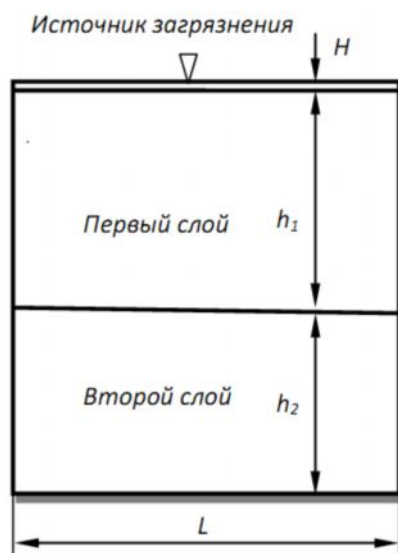 Источник загрязнения
H
Первый слой
h₁
Второй слой
h₂
L